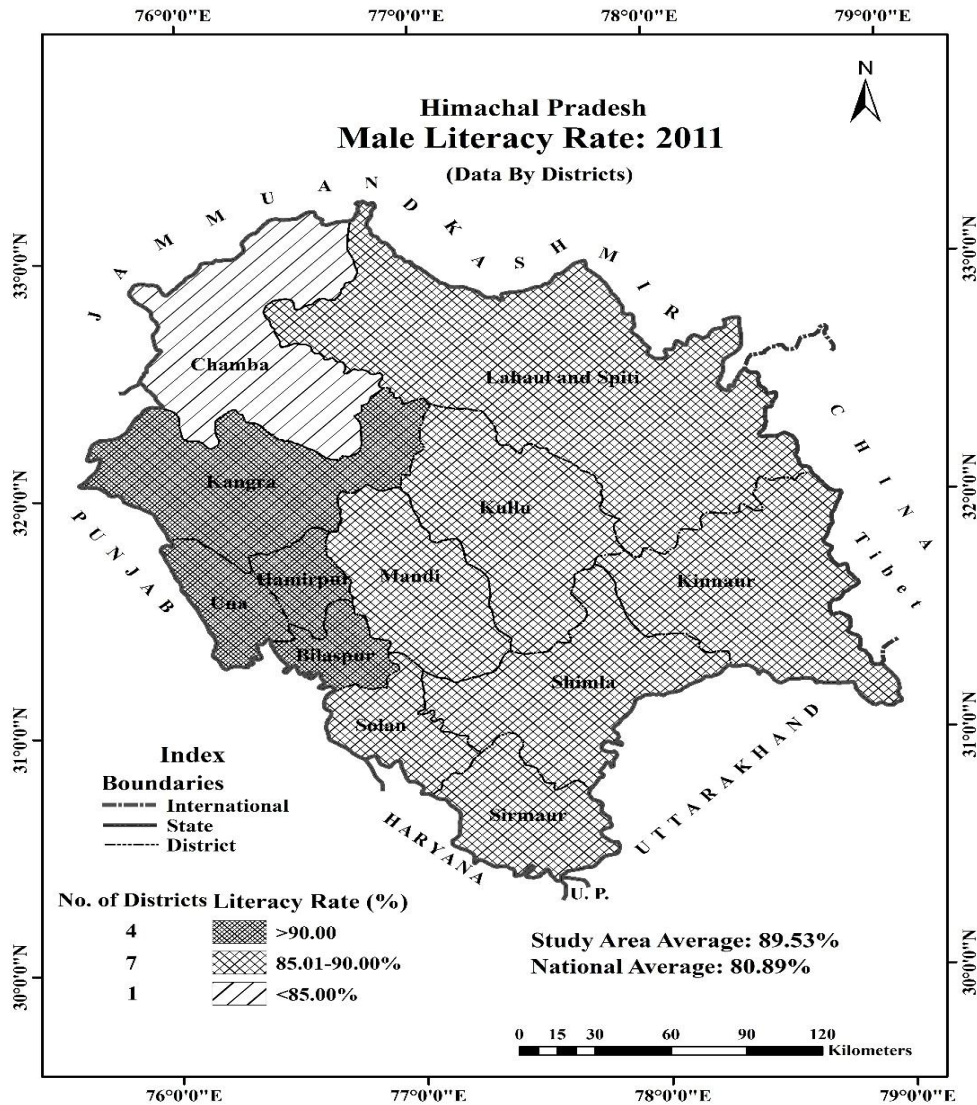 76°0'0"E 77°0'0"E 78°0'0"E 79°0'0"E
N
Himachal Pradesh
Male Literacy Rate: 2011
(Data By Districts)
JAMMU AND KASHMIR
33°0'0"N 33°0'0"N
Chamba
Lahaul and Spiti
CHINA
Tibet
Kangra
32°0'0"N 32°0'0"N
Kullu
PUNJAB
Hamirpur
Mandi
Kinnaur
Una
Bilaspur
Shimla
Solan
31°0'0"N 31°0'0"N
UTTARAKHAND
Sirmaur
HARYANA
U. P.
Index
Boundaries
International
State
District
No. of Districts Literacy Rate (%)
4 >90.00
7 85.01-90.00%
1 <85.00%
Study Area Average: 89.53%
National Average: 80.89%
30°0'0"N 30°0'0"N
0 15 30 60 90 120
Kilometers
76°0'0"E 77°0'0"E 78°0'0"E 79°0'0"E